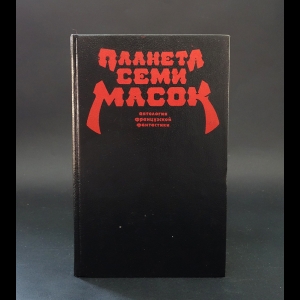 ПЛАНЕТА
СЕМИ
МАСОК
антология
французской
фантастики